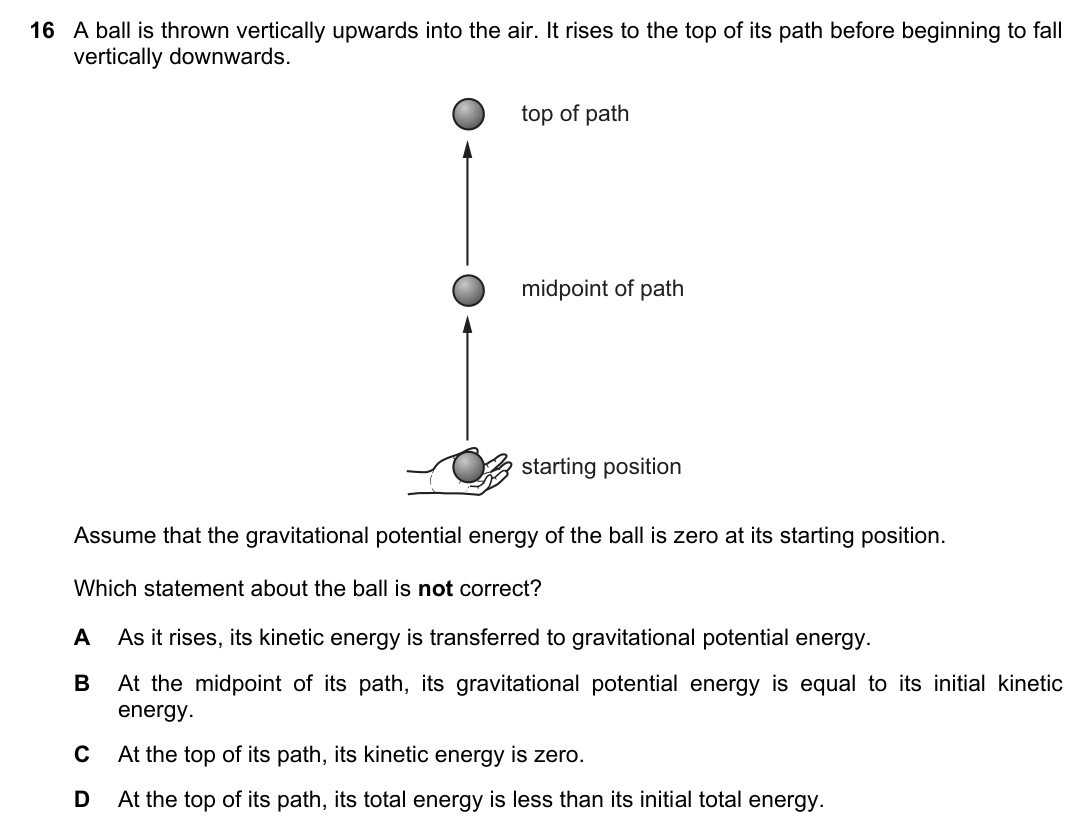 16 A ball is thrown vertically upwards into the air. It rises to the top of its path before beginning to fall
vertically downwards.
top of path
midpoint of path
starting position
Assume that the gravitational potential energy of the ball is zero at its starting position.
Which statement about the ball is not correct?
A As it rises, its kinetic energy is transferred to gravitational potential energy.
B At the midpoint of its path, its gravitational potential energy is equal to its initial kinetic
energy.
C At the top of its path, its kinetic energy is zero.
D At the top of its path, its total energy is less than its initial total energy.